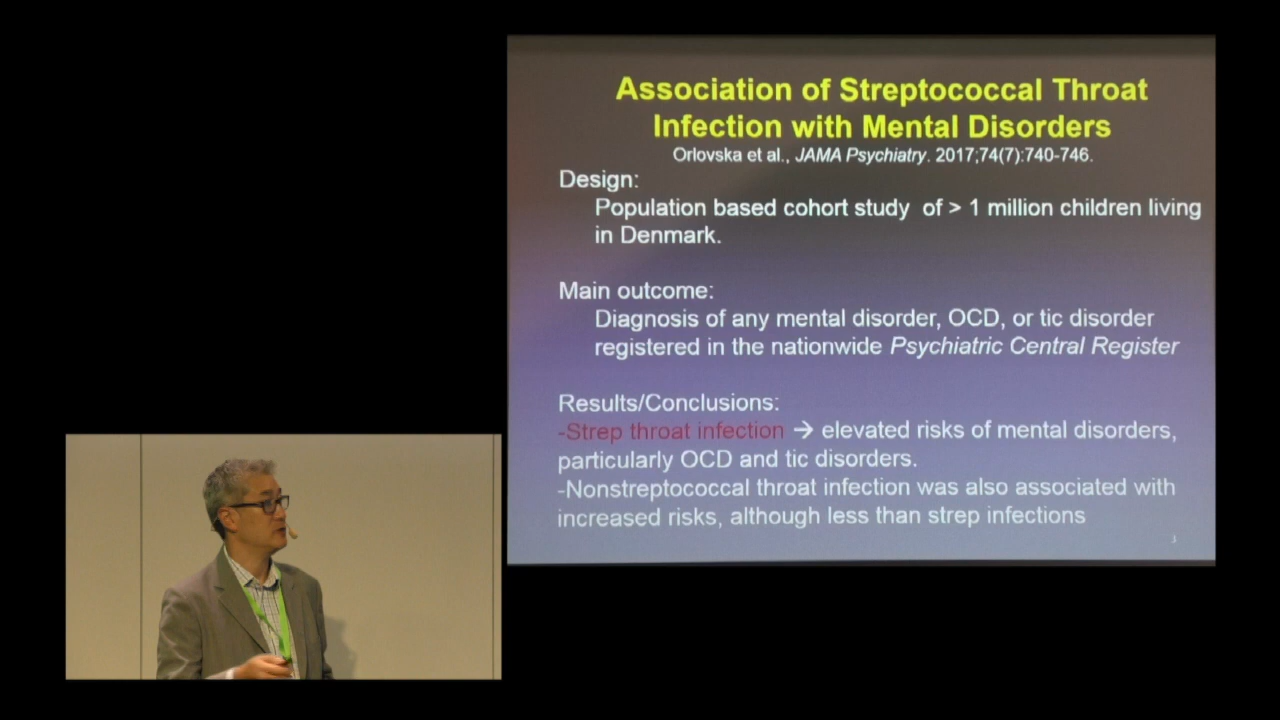 Association of Streptococcal Throat
Infection with Mental Disorders
Orlovska et al., JAMA Psychiatry. 2017;74(7):740-746.
Design:
Population based cohort study of > 1 million children living
in Denmark.
Main outcome:
Diagnosis of any mental disorder, OCD, or tic disorder
registered in the nationwide Psychiatric Central Register
Results/Conclusions:
-Strep throat infection → elevated risks of mental disorders,
particularly OCD and tic disorders.
-Nonstreptococcal throat infection was also associated with
increased risks, although less than strep infections
3